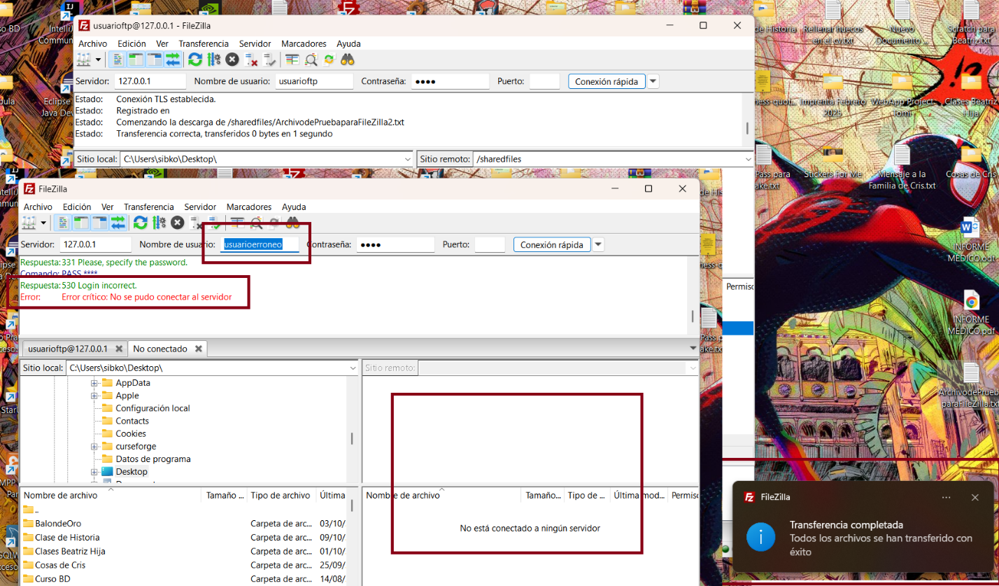 so BD
IntelliJ
Commun
usuarioftp@127.0.0.1 - FileZilla
Archivo Edición Ver Transferencia Servidor Marcadores Ayuda
Servidor: 127.0.0.1 Nombre de usuario: usuarioftp Contraseña: ●●●● Puerto: Conexión rápida
Estado: Conexión TLS establecida.
Estado: Registrado en
Estado: Comenzando la descarga de /sharedfiles/ArchivodePruebaparaFileZilla2.txt
Estado: Transferencia correcta, transferidos 0 bytes en 1 segundo
Sitio local: C:\Users\sibko\Desktop\ Sitio remoto: /sharedfiles
Eclipse
Java Dev
de Historia
Rellenar huecos
en el cv.txt
Nuevo
Documento ...
Scratch para
Beatriz.txt
ness-quot...
Imprenta Febrero
2025
WebApp Project
Tomi
Clases Beatriz
Hija
Pass para
ake.txt
Stickers For Me
Mensaje a la
Familia de Cris.txt
Cosas de Cris
INFORME
MEDICO.odt
INFORME
MEDICO.pdf
ArchivodePrueb
paraFileZilla.txt
FileZilla
Archivo Edición Ver Transferencia Servidor Marcadores Ayuda
Servidor: 127.0.0.1 Nombre de usuario: usuarioerroneo Contraseña: ●●●● Puerto: Conexión rápida
Respuesta: 331 Please, specify the password.
Comando: PASS ****
Respuesta: 530 Login incorrect.
Error: Error crítico: No se pudo conectar al servidor
usuarioftp@127.0.0.1 No conectado
Sitio local: C:\Users\sibko\Desktop\ Sitio remoto:
AppData
Apple
Configuración local
Contacts
Cookies
curseforge
Datos de programa
Desktop
Nombre de archivo Tamaño ... Tipo de archivo Última
..
BalondeOro Carpeta de arc... 03/10/
Clase de Historia Carpeta de arc... 09/10/
Clases Beatriz Hija Carpeta de arc... 01/10/
Cosas de Cris Carpeta de arc... 25/09/
Curso BD Carpeta de arc... 14/08/
Nombre de archivo Tamaño... Tipo de ... Última mod... Permiso
No está conectado a ningún servidor
Permiso
FileZilla
Transferencia completada
Todos los archivos se han transferido con
éxito